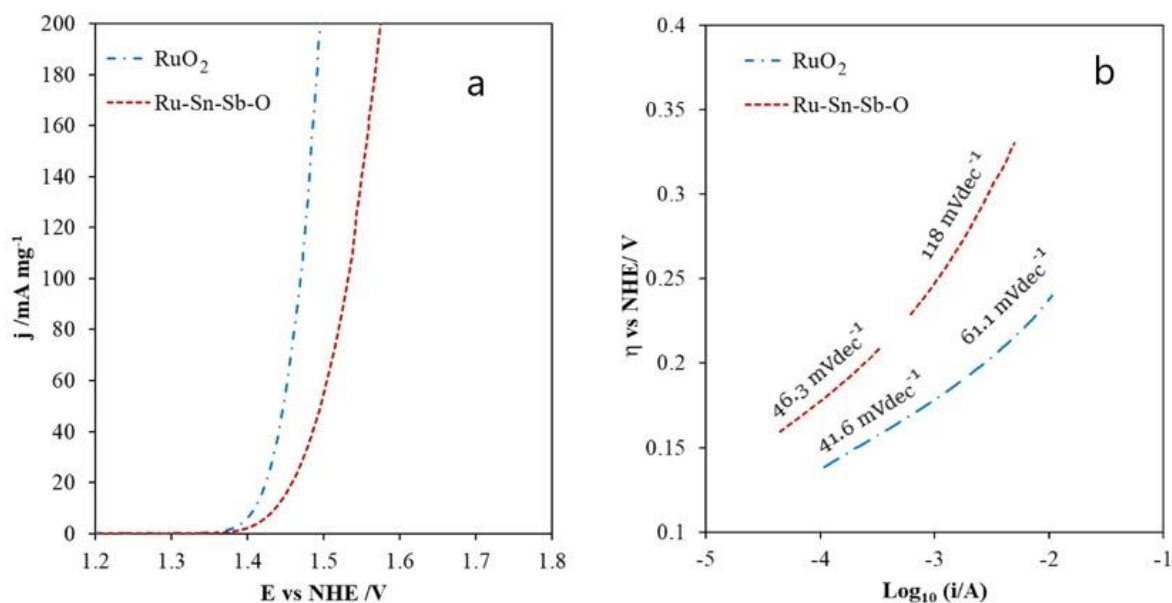 200
180
160
140
120
100
80
60
40
20
0
j /mA mg⁻¹
RuO₂
Ru-Sn-Sb-O
a
1.2 1.3 1.4 1.5 1.6 1.7 1.8
E vs NHE /V
0.4
0.35
0.3
0.25
0.2
0.15
0.1
η vs NHE/ V
RuO₂
Ru-Sn-Sb-O
b
118 mVdec⁻¹
46.3 mVdec⁻¹
61.1 mVdec⁻¹
41.6 mVdec⁻¹
-5 -4 -3 -2 -1
Log₁₀ (i/A)